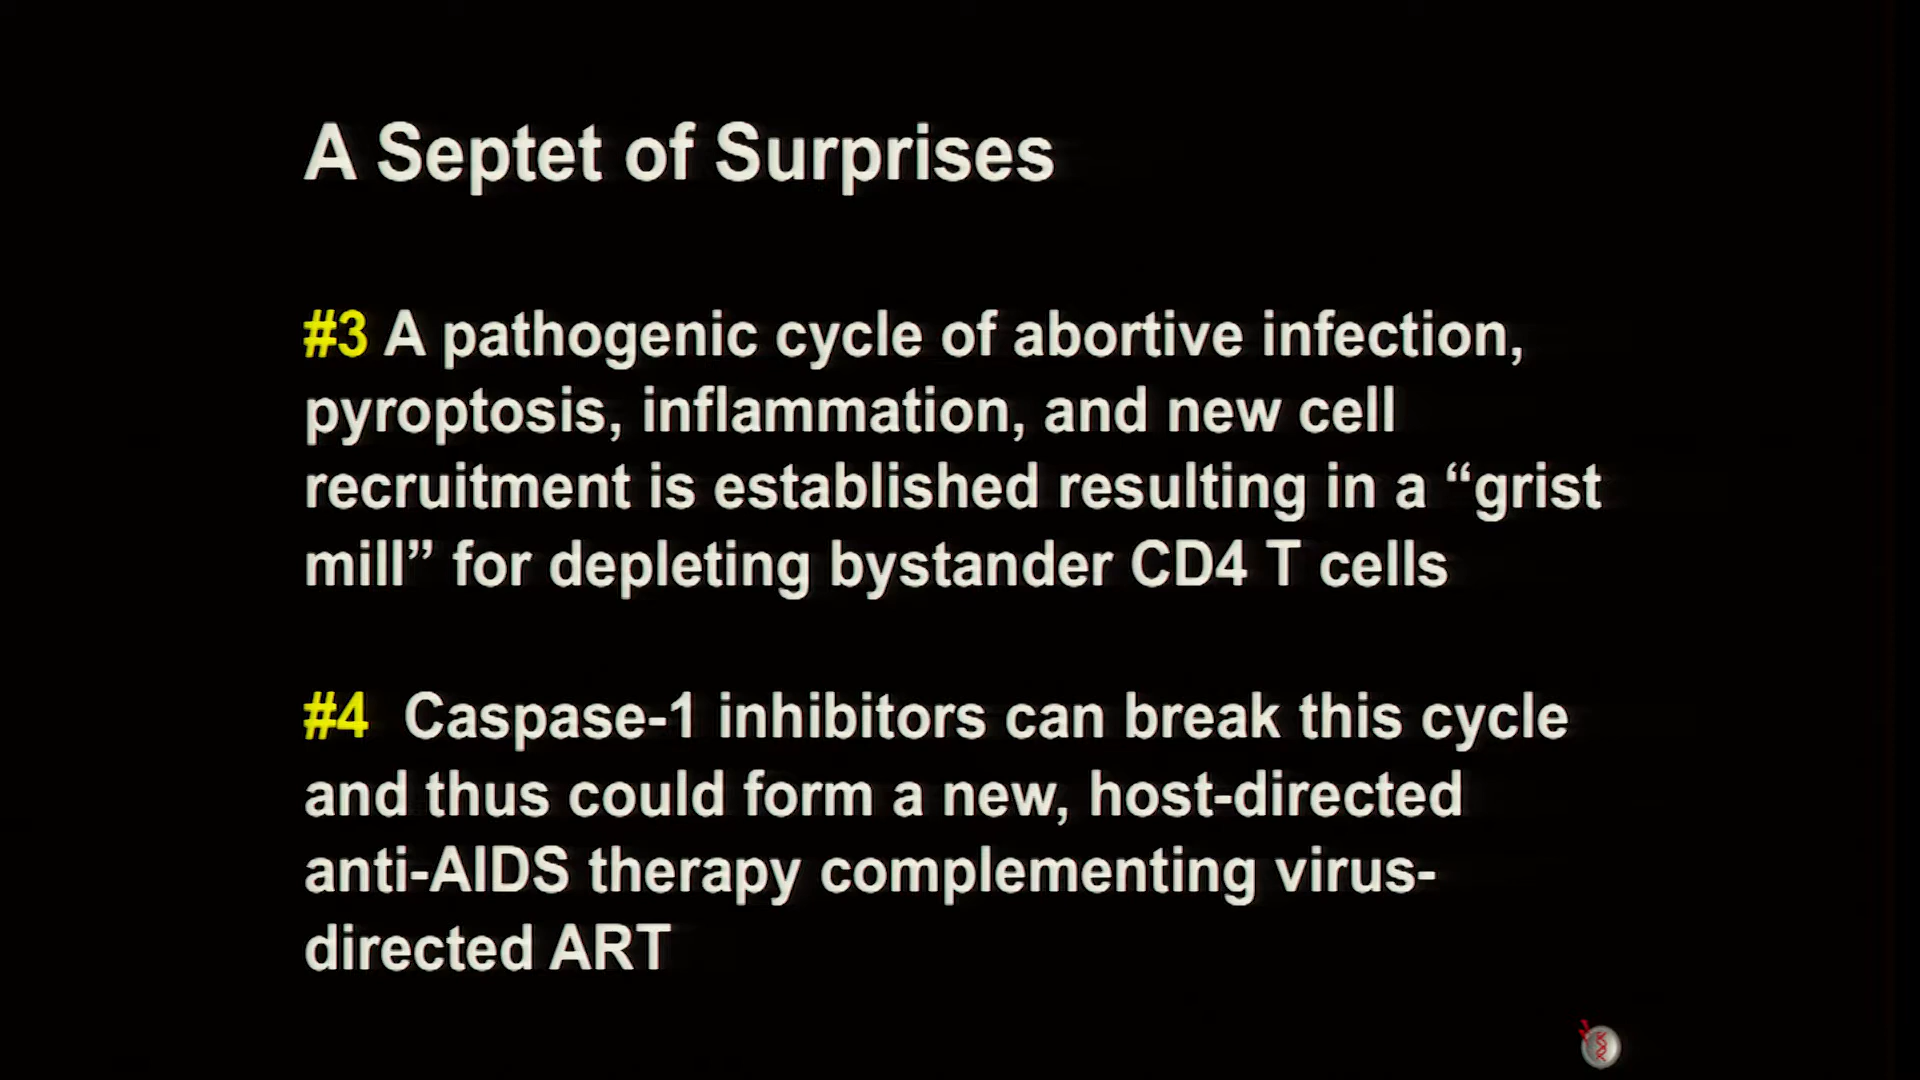 A Septet of Surprises
#3 A pathogenic cycle of abortive infection,
pyroptosis, inflammation, and new cell
recruitment is established resulting in a “grist
mill” for depleting bystander CD4 T cells
#4 Caspase-1 inhibitors can break this cycle
and thus could form a new, host-directed
anti-AIDS therapy complementing virus-
directed ART